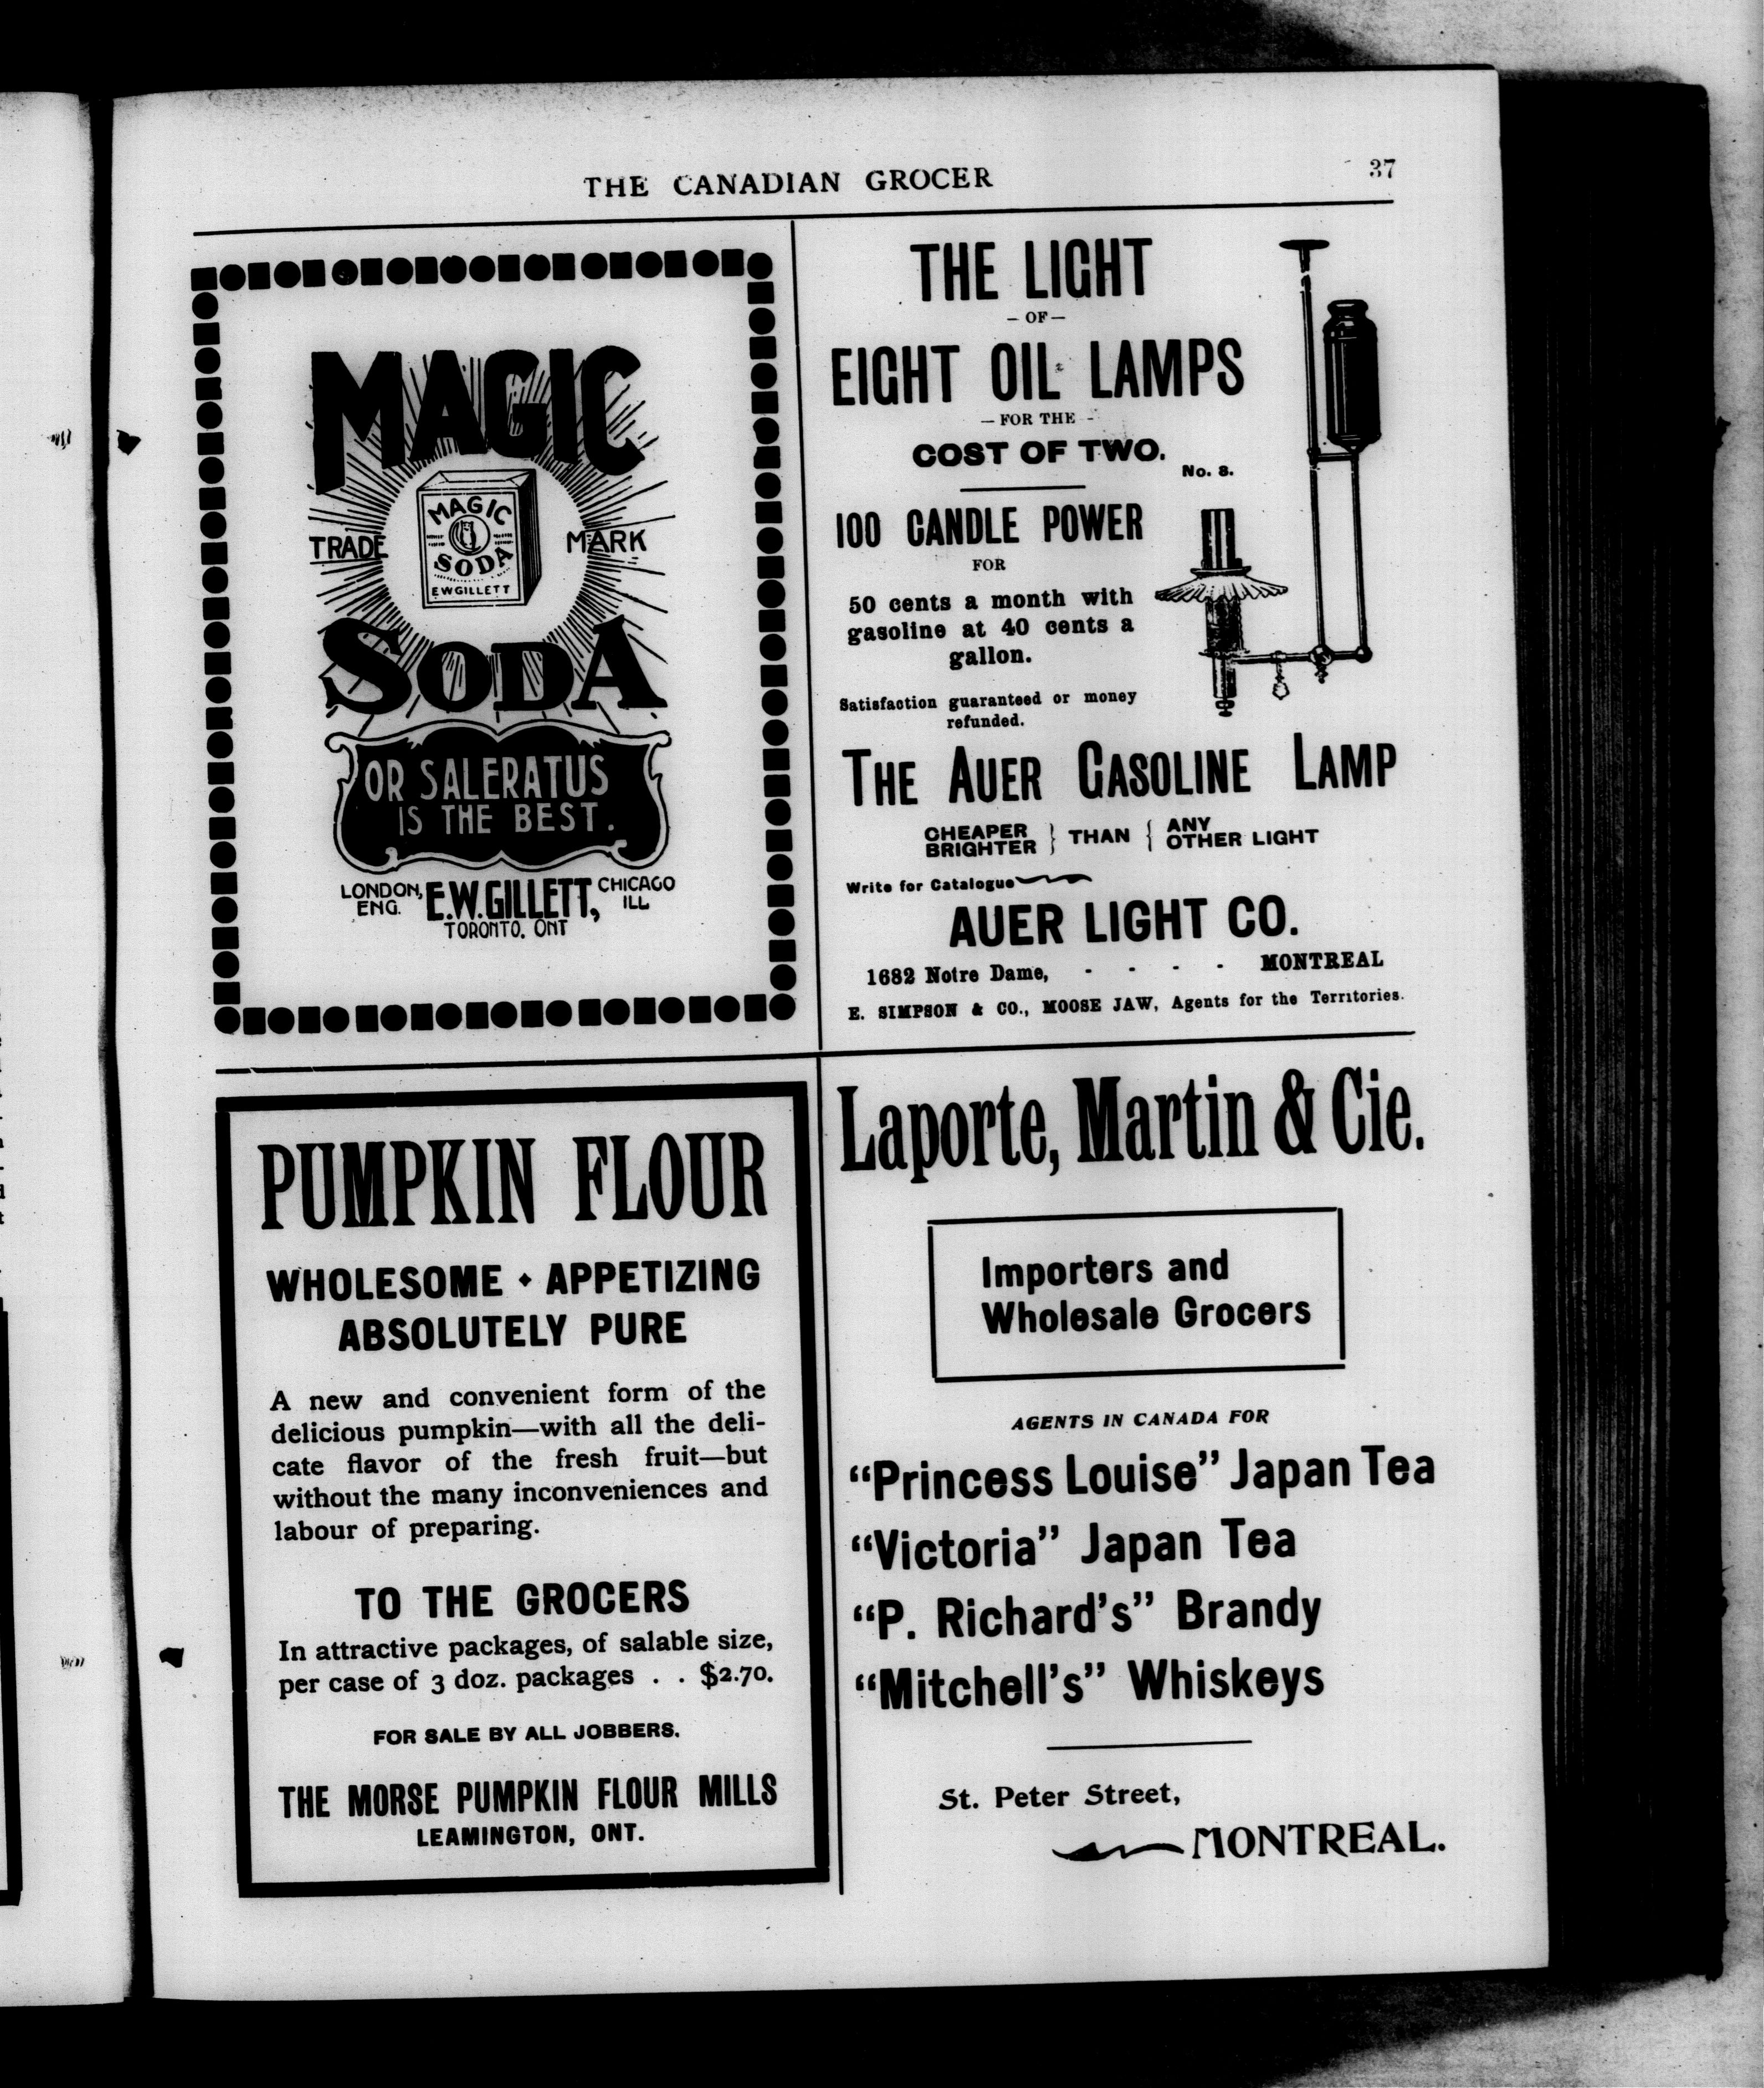 THE CANADIAN GROCER
37
MAGIC
MAGIC
SODA
EWGILLETT
TRADE MARK
SODA
OR SALERATUS
IS THE BEST.
LONDON, ENG. E.W.GILLETT, CHICAGO ILL
TORONTO, ONT
THE LIGHT
– OF –
EIGHT OIL LAMPS
– FOR THE –
COST OF TWO.
No. 8.
100 CANDLE POWER
FOR
50 cents a month with
gasoline at 40 cents a
gallon.
Satisfaction guaranteed or money
refunded.
THE AUER GASOLINE LAMP
CHEAPER
BRIGHTER } THAN { ANY
OTHER LIGHT
Write for Catalogue
AUER LIGHT CO.
1682 Notre Dame, - - - - MONTREAL
E. SIMPSON & CO., MOOSE JAW, Agents for the Territories.
PUMPKIN FLOUR
WHOLESOME • APPETIZING
ABSOLUTELY PURE
A new and convenient form of the
delicious pumpkin—with all the deli-
cate flavor of the fresh fruit—but
without the many inconveniences and
labour of preparing.
TO THE GROCERS
In attractive packages, of salable size,
per case of 3 doz. packages . . $2.70.
FOR SALE BY ALL JOBBERS.
THE MORSE PUMPKIN FLOUR MILLS
LEAMINGTON, ONT.
Laporte, Martin & Cie.
Importers and
Wholesale Grocers
AGENTS IN CANADA FOR
“Princess Louise” Japan Tea
“Victoria” Japan Tea
“P. Richard’s” Brandy
“Mitchell’s” Whiskeys
St. Peter Street,
MONTREAL.